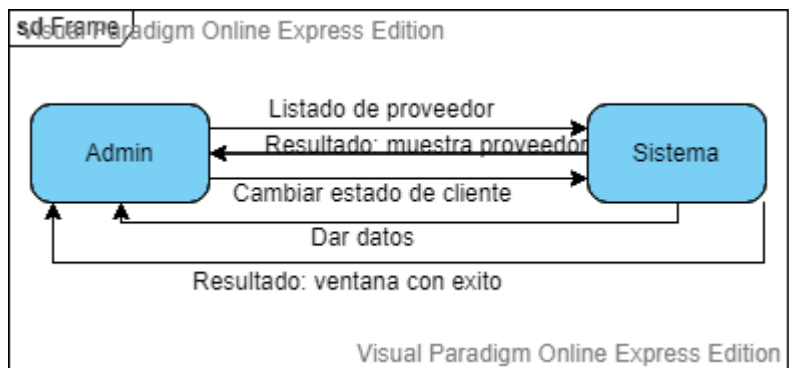 sd Frame
Visual Paradigm Online Express Edition
Listado de proveedor
Admin
Resultado: muestra proveedor
Sistema
Cambiar estado de cliente
Dar datos
Resultado: ventana con exito
Visual Paradigm Online Express Edition